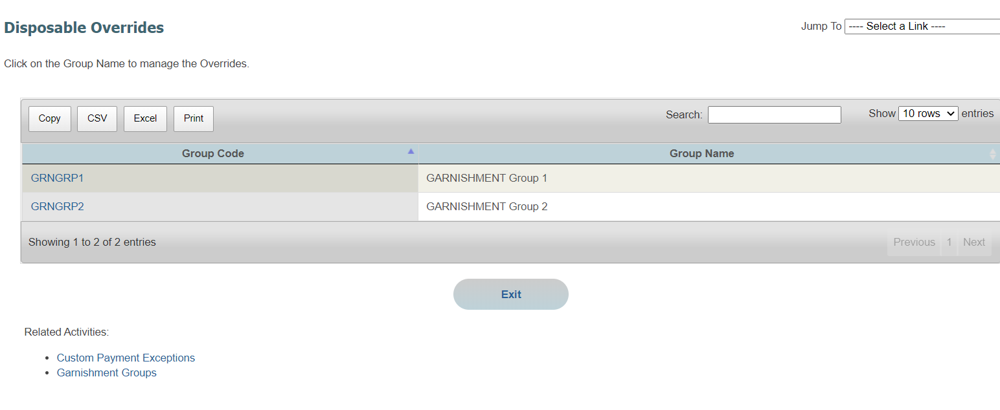 Disposable Overrides
Jump To ---- Select a Link ----
Click on the Group Name to manage the Overrides.
Copy CSV Excel Print Search: Show 10 rows entries
Group Code Group Name
GRNGRP1 GARNISHMENT Group 1
GRNGRP2 GARNISHMENT Group 2
Showing 1 to 2 of 2 entries Previous 1 Next
Exit
Related Activities:
• Custom Payment Exceptions
• Garnishment Groups